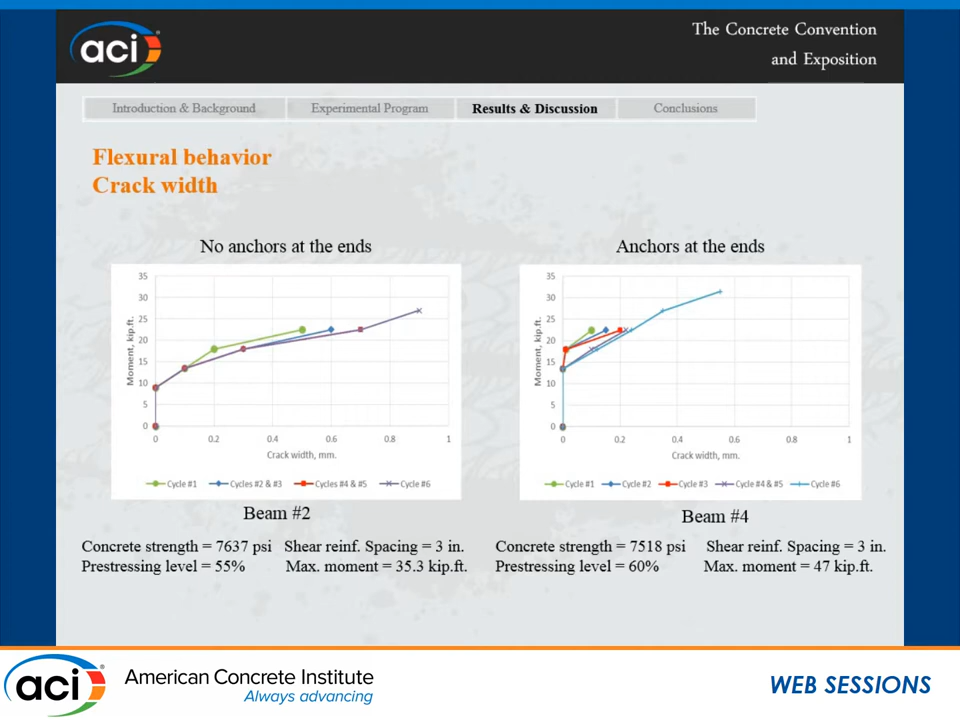 aci
The Concrete Convention
and Exposition
Introduction & Background
Experimental Program
Results & Discussion
Conclusions
Flexural behavior
Crack width
No anchors at the ends
35
30
25
20
15
10
5
0
Moment, kip.ft.
0 0.2 0.4 0.6 0.8 1
Crack width, mm.
Cycle #1 Cycles #2 & #3 Cycles #4 & #5 Cycle #6
Beam #2
Concrete strength = 7637 psi Shear reinf. Spacing = 3 in.
Prestressing level = 55% Max. moment = 35.3 kip.ft.
Anchors at the ends
35
30
25
20
15
10
5
0
Moment, kip.ft.
0 0.2 0.4 0.6 0.8 1
Crack width, mm.
Cycle #1 Cycle #2 Cycle #3 Cycle #4 & #5 Cycle #6
Beam #4
Concrete strength = 7518 psi Shear reinf. Spacing = 3 in.
Prestressing level = 60% Max. moment = 47 kip.ft.
aci
American Concrete Institute
Always advancing
WEB SESSIONS